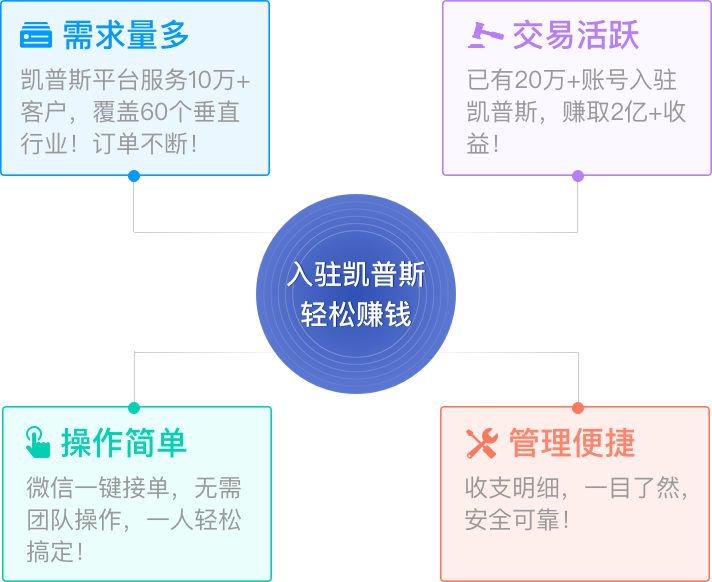 需求量多
凯普斯平台服务10万+
客户，覆盖60个垂直
行业！订单不断！
交易活跃
已有20万+账号入驻
凯普斯，赚取2亿+收
益！
入驻凯普斯
轻松赚钱
操作简单
微信一键接单，无需
团队操作，一人轻松
搞定！
管理便捷
收支明细，一目了然，
安全可靠！